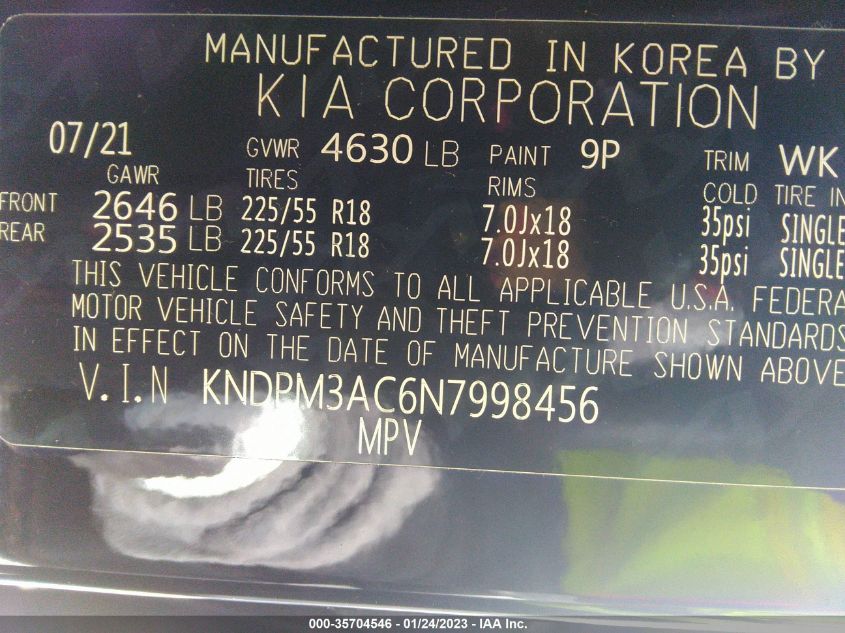 MANUFACTURED IN KOREA BY
KIA CORPORATION
07/21 GVWR 4630 LB PAINT 9P TRIM WK
GAWR TIRES RIMS COLD TIRE IN
FRONT 2646 LB 225/55 R18 7.0Jx18 35psi SINGLE
REAR 2535 LB 225/55 R18 7.0Jx18 35psi SINGLE
THIS VEHICLE CONFORMS TO ALL APPLICABLE U.S.A. FEDERA
MOTOR VEHICLE SAFETY AND THEFT PREVENTION STANDARDS
IN EFFECT ON THE DATE OF MANUFACTURE SHOWN ABOVE
V.I.N KNDPM3AC6N7998456
MPV
000-35704546 - 01/24/2023 - IAA Inc.